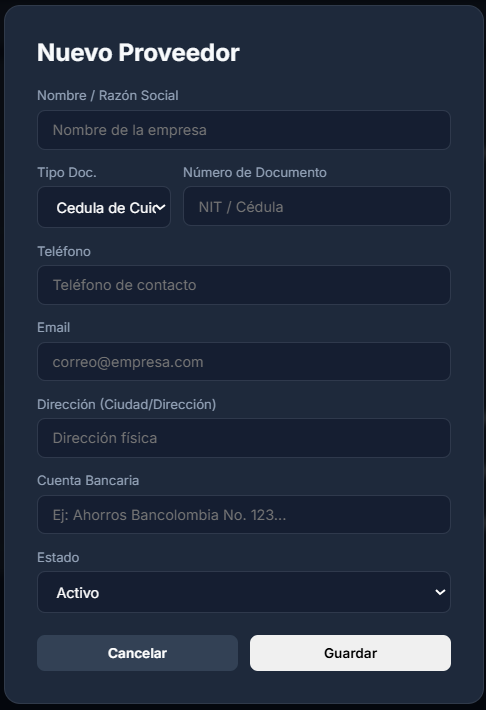 Nuevo Proveedor
Nombre / Razón Social
Nombre de la empresa
Tipo Doc. Número de Documento
Cedula de Cuic NIT / Cédula
Teléfono
Teléfono de contacto
Email
correo@empresa.com
Dirección (Ciudad/Dirección)
Dirección física
Cuenta Bancaria
Ej: Ahorros Bancolombia No. 123...
Estado
Activo
Cancelar Guardar